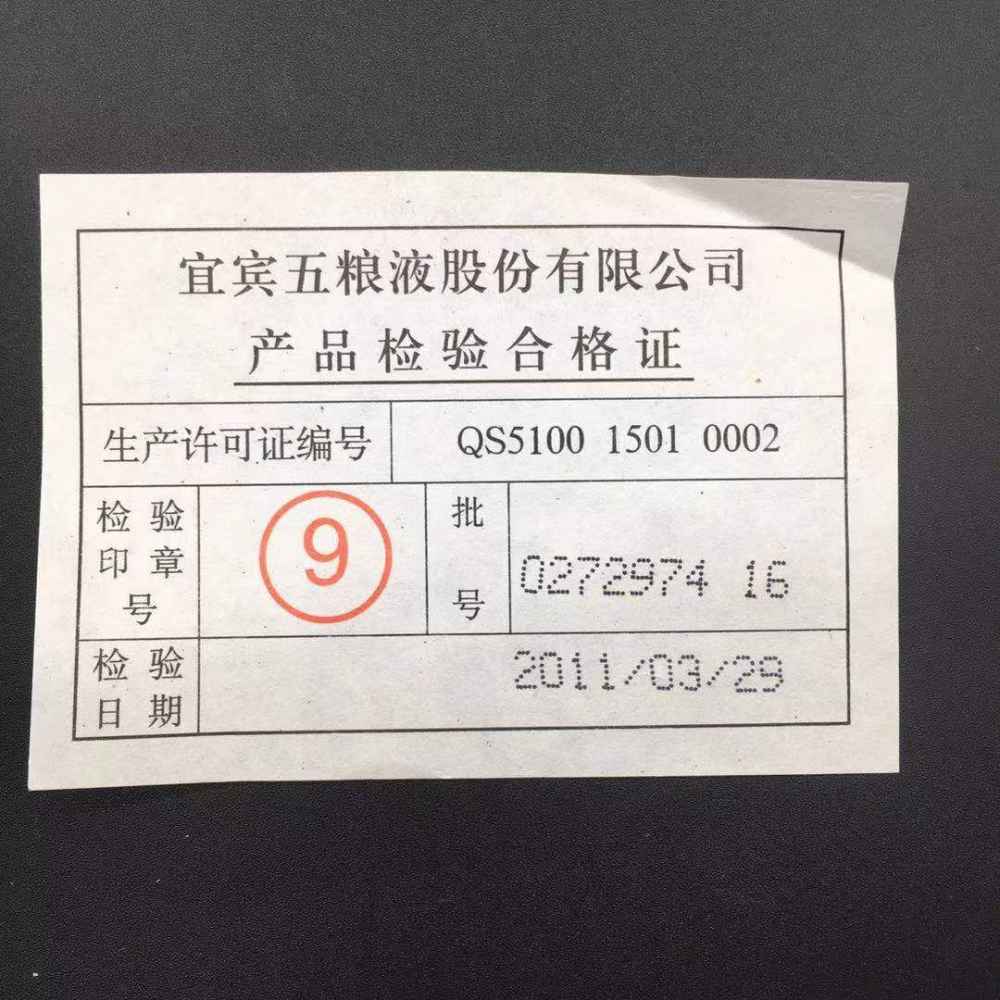 宜宾五粮液股份有限公司
产品检验合格证
生产许可证编号 QS5100 1501 0002
检验印章号 9 批号 0272974 16
检验日期 2011/03/29